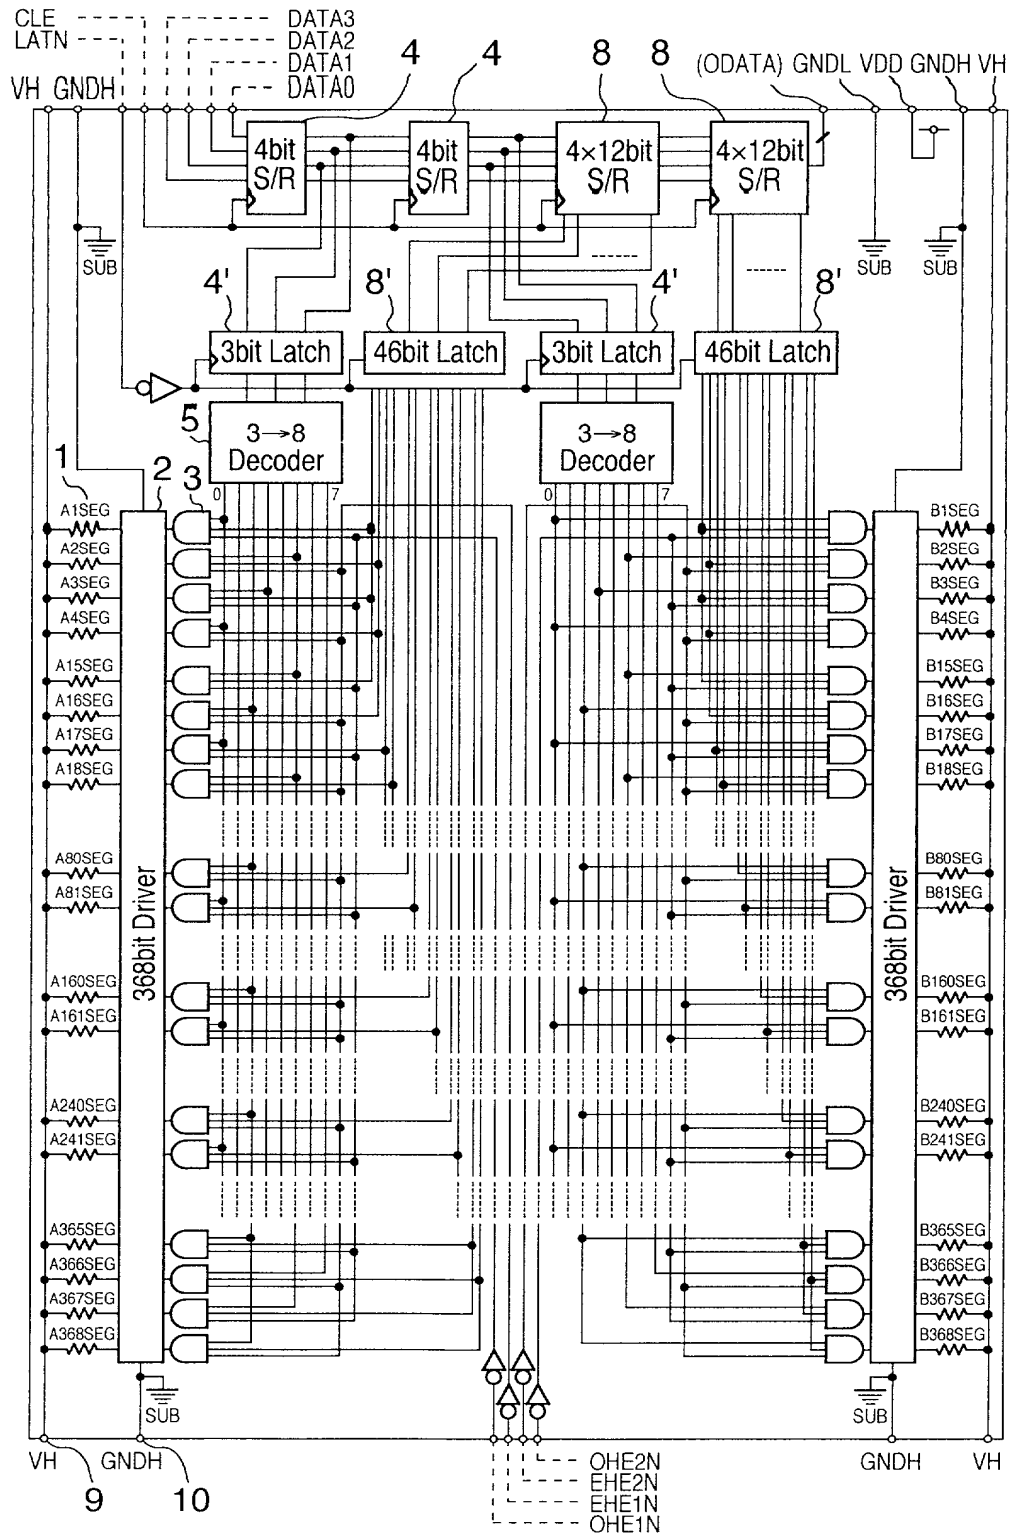 CLE
LATN
DATA3
DATA2
DATA1
DATA0
4
4
8
8
(ODATA) GNDL VDD GNDH VH
VH GNDH
4bit S/R
4bit S/R
4×12bit S/R
4×12bit S/R
SUB
SUB
SUB
4'
8'
4'
8'
3bit Latch
46bit Latch
3bit Latch
46bit Latch
5
3→8 Decoder
3→8 Decoder
0 7
0 7
1
2
3
A1SEG
A2SEG
A3SEG
A4SEG
A15SEG
A16SEG
A17SEG
A18SEG
A80SEG
A81SEG
A160SEG
A161SEG
A240SEG
A241SEG
A365SEG
A366SEG
A367SEG
A368SEG
368bit Driver
368bit Driver
B1SEG
B2SEG
B3SEG
B4SEG
B15SEG
B16SEG
B17SEG
B18SEG
B80SEG
B81SEG
B160SEG
B161SEG
B240SEG
B241SEG
B365SEG
B366SEG
B367SEG
B368SEG
SUB
SUB
VH GNDH
GNDH VH
9
10
OHE2N
EHE2N
EHE1N
OHE1N